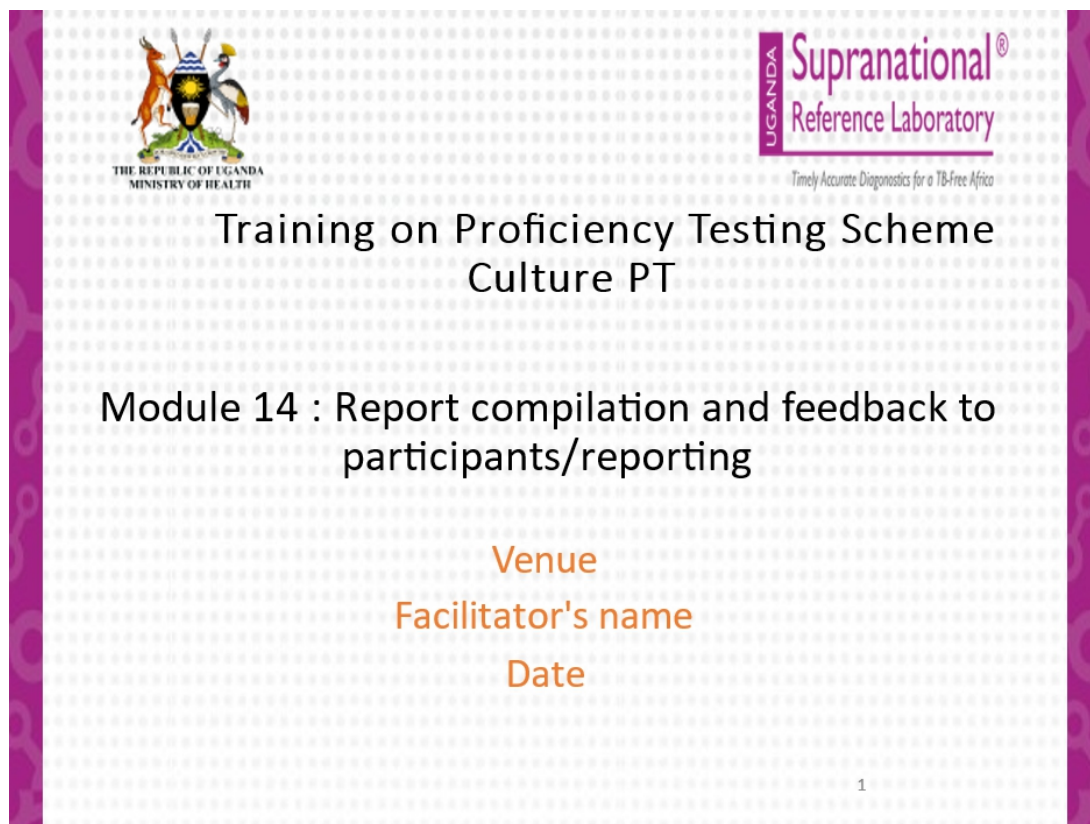 THE REPUBLIC OF UGANDA
MINISTRY OF HEALTH
UGANDA
Supranational®
Reference Laboratory
Timely Accurate Diagonostics for a TB-Free Africa
Training on Proficiency Testing Scheme
Culture PT
Module 14 : Report compilation and feedback to
participants/reporting
Venue
Facilitator's name
Date
1